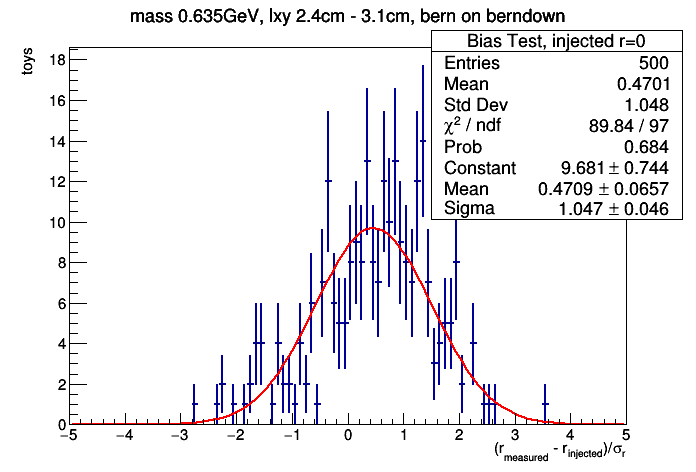 mass 0.635GeV, lxy 2.4cm - 3.1cm, bern on berndown
Bias Test, injected r=0
Entries 500
Mean 0.4701
Std Dev 1.048
χ² / ndf 89.84 / 97
Prob 0.684
Constant 9.681 ± 0.744
Mean 0.4709 ± 0.0657
Sigma 1.047 ± 0.046
toys
18
16
14
12
10
8
6
4
2
0
−5 −4 −3 −2 −1 0 1 2 3 4 5
(r_measured - r_injected)/σ_r